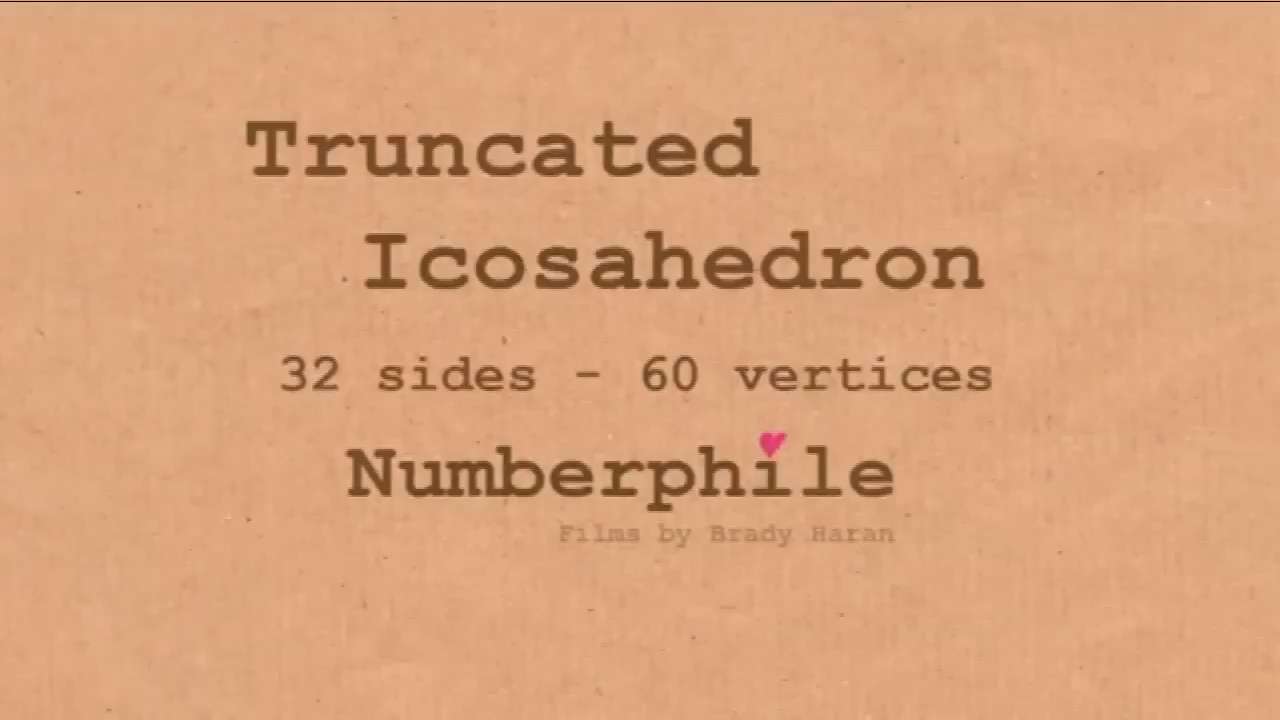 Truncated
Icosahedron
32 sides - 60 vertices
Numberphile
Films by Brady Haran